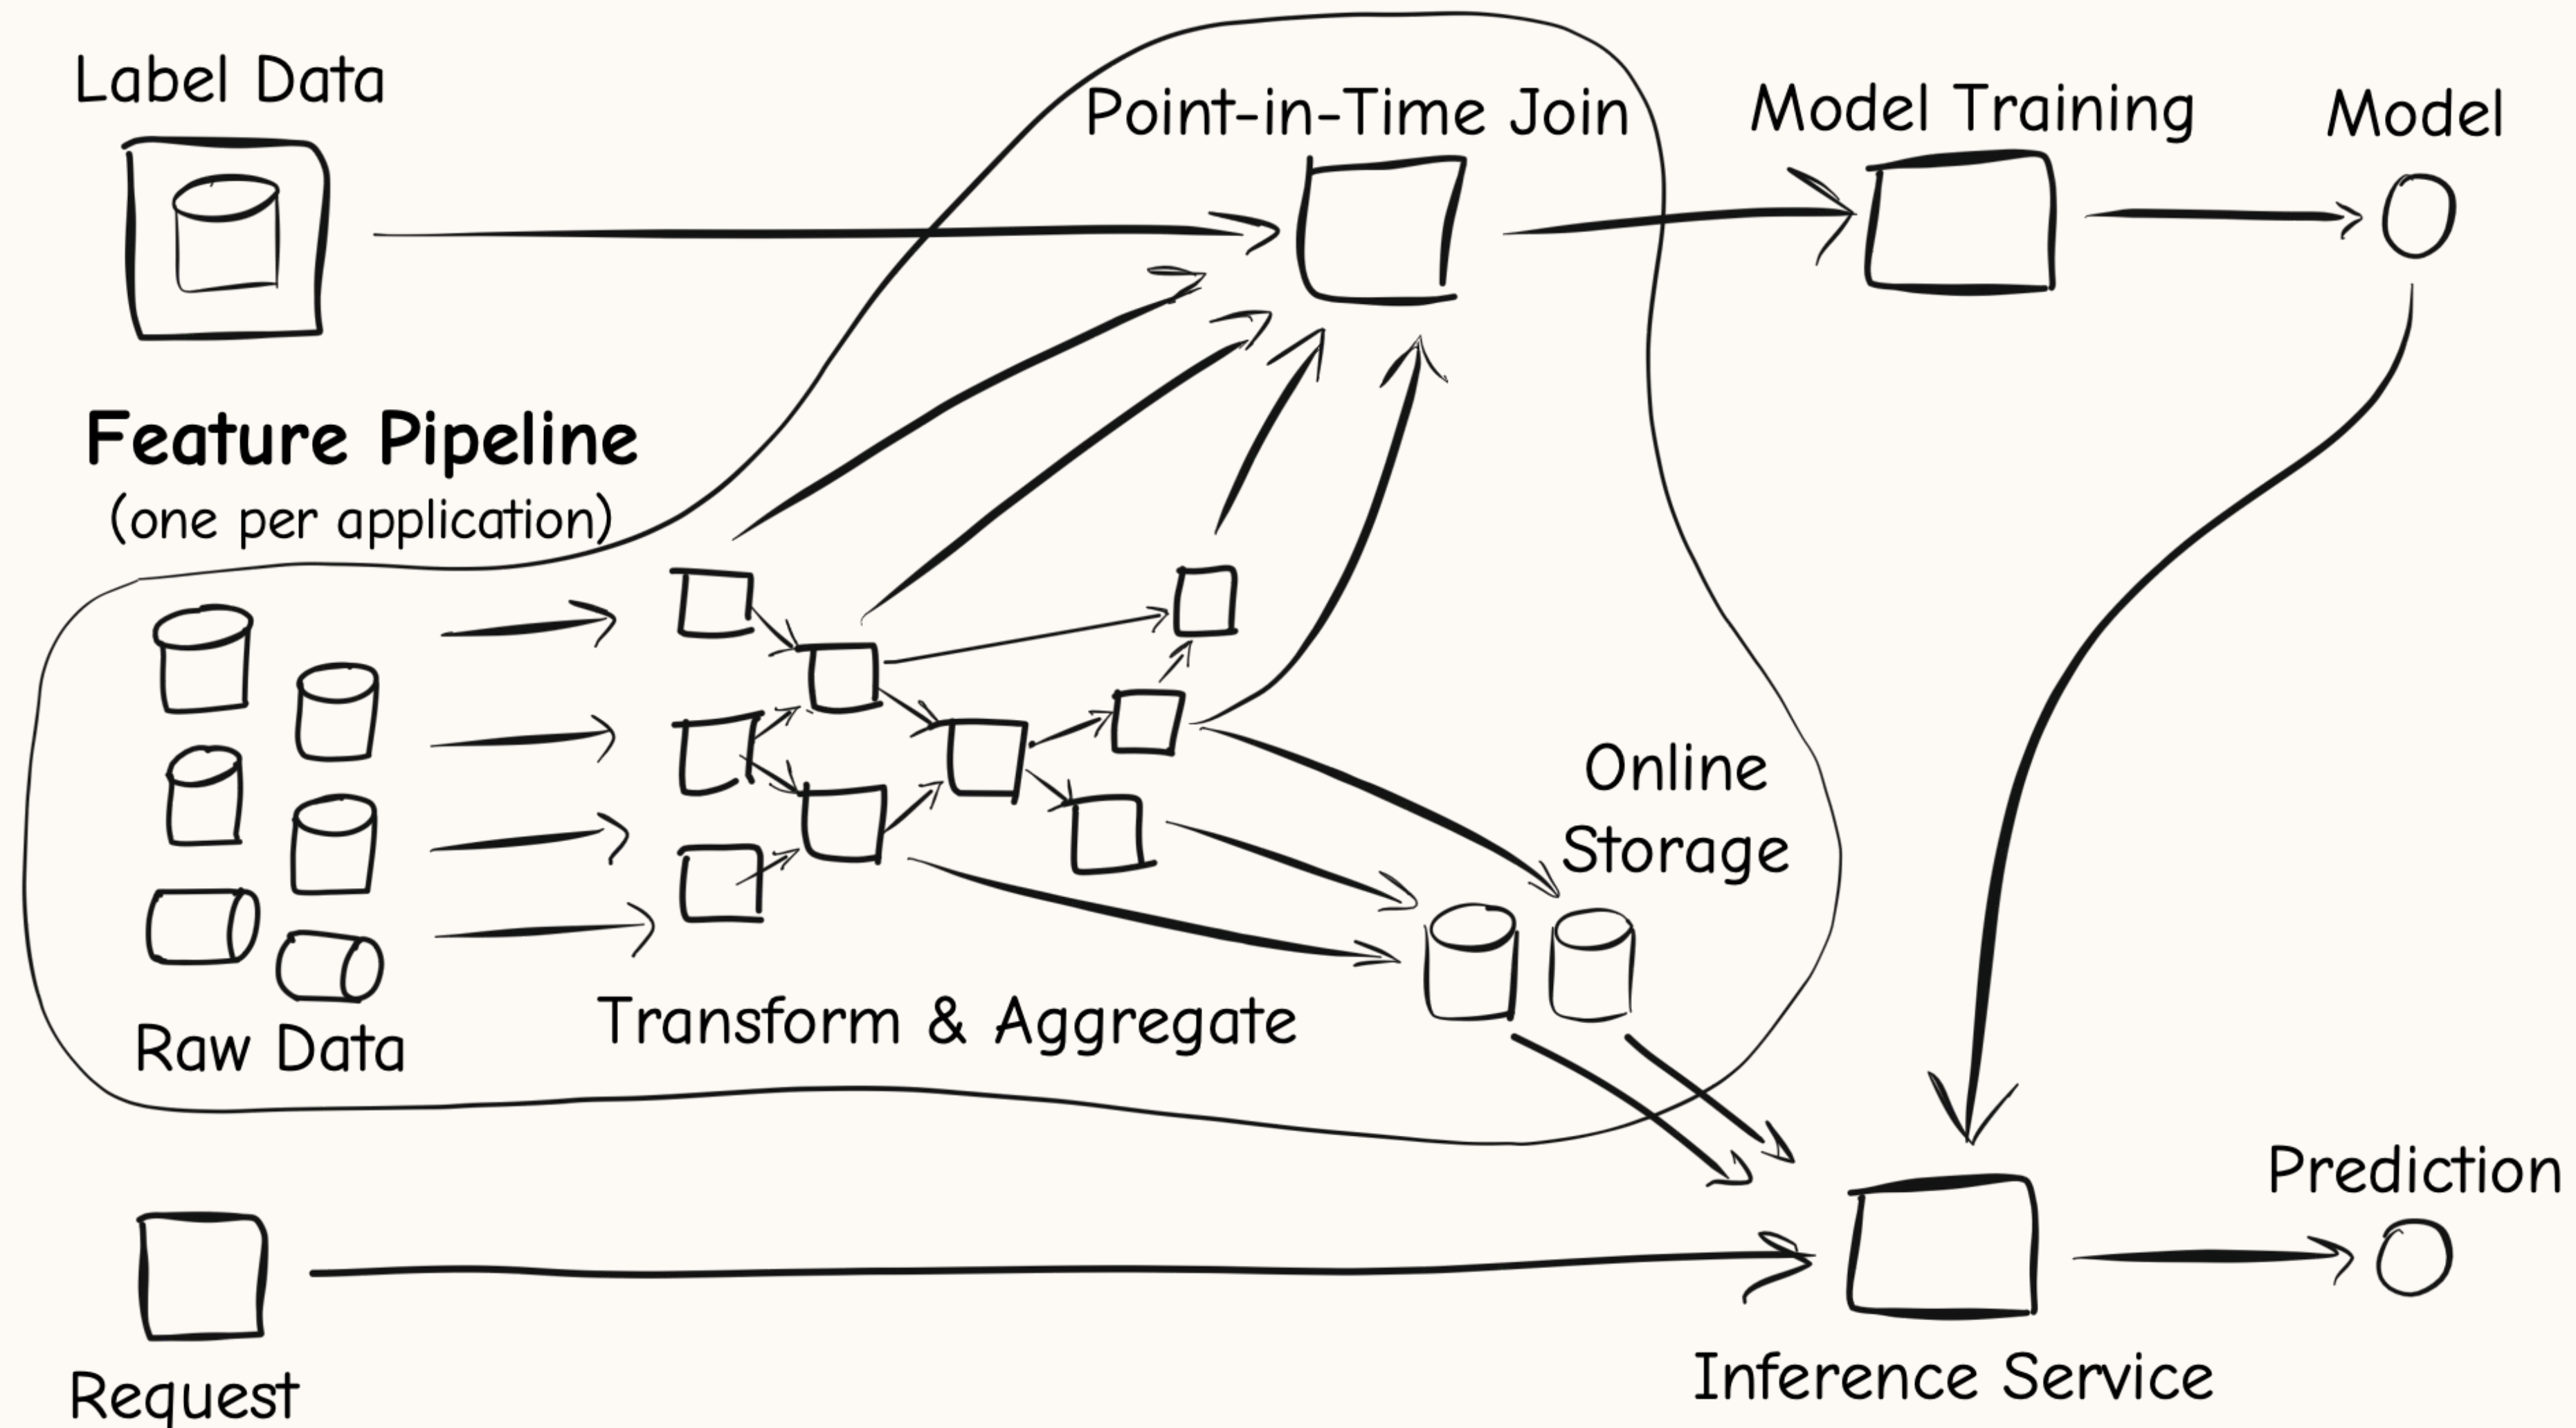 Label Data
Point-in-Time Join
Model Training
Model
Feature Pipeline
(one per application)
Online
Storage
Raw Data
Transform & Aggregate
Prediction
Request
Inference Service